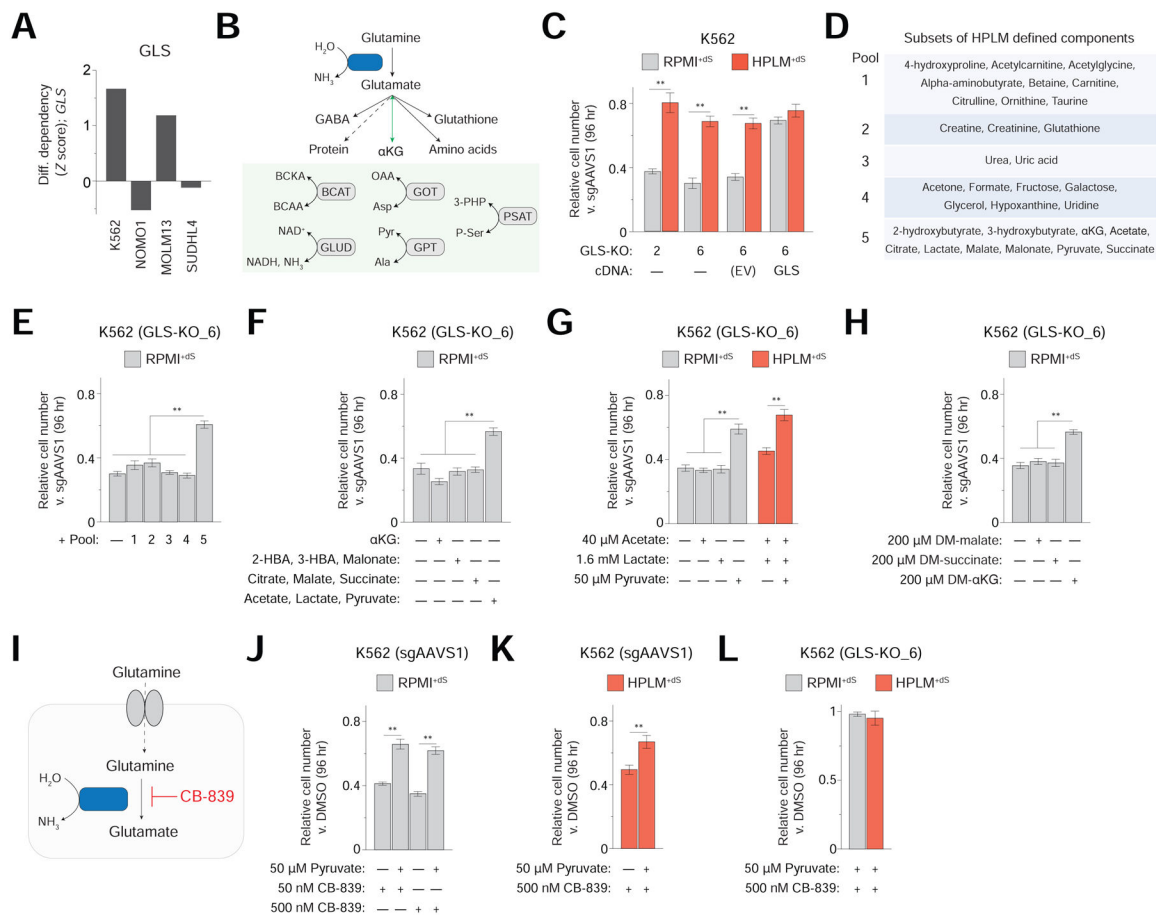 A
GLS
Diff. dependency
(Z score); GLS
2
1
0
K562
NOMO1
MOLM13
SUDHL4
B
Glutamine
H2O
NH3
Glutamate
GABA
Glutathione
Protein
αKG
Amino acids
BCKA
BCAT
BCAA
OAA
GOT
Asp
3-PHP
PSAT
P-Ser
NAD+
GLUD
NADH, NH3
Pyr
GPT
Ala
C
K562
RPMI+dS
HPLM+dS
Relative cell number
v. sgAAVS1 (96 hr)
0.8
0.4
0
** ** **
GLS-KO: 2 6 6 6
cDNA: — — (EV) GLS
D
Subsets of HPLM defined components
Pool
1
4-hydroxyproline, Acetylcarnitine, Acetylglycine,
Alpha-aminobutyrate, Betaine, Carnitine,
Citrulline, Ornithine, Taurine
2
Creatine, Creatinine, Glutathione
3
Urea, Uric acid
4
Acetone, Formate, Fructose, Galactose,
Glycerol, Hypoxanthine, Uridine
5
2-hydroxybutyrate, 3-hydroxybutyrate, αKG, Acetate,
Citrate, Lactate, Malate, Malonate, Pyruvate, Succinate
E
K562 (GLS-KO_6)
RPMI+dS
Relative cell number
v. sgAAVS1 (96 hr)
0.8
0.4
0
**
+ Pool: — 1 2 3 4 5
F
K562 (GLS-KO_6)
RPMI+dS
Relative cell number
v. sgAAVS1 (96 hr)
0.8
0.4
0
**
αKG: — + — — —
2-HBA, 3-HBA, Malonate: — — + — —
Citrate, Malate, Succinate: — — — + —
Acetate, Lactate, Pyruvate: — — — — +
G
K562 (GLS-KO_6)
RPMI+dS
HPLM+dS
Relative cell number
v. sgAAVS1 (96 hr)
0.8
0.4
0
** **
40 µM Acetate: — + — — + +
1.6 mM Lactate: — — + — + +
50 µM Pyruvate: — — — + — +
H
K562 (GLS-KO_6)
RPMI+dS
Relative cell number
v. sgAAVS1 (96 hr)
0.8
0.4
0
**
200 µM DM-malate: — + — —
200 µM DM-succinate: — — + —
200 µM DM-αKG: — — — +
I
Glutamine
Glutamine
H2O
CB-839
NH3
Glutamate
J
K562 (sgAAVS1)
RPMI+dS
Relative cell number
v. DMSO (96 hr)
0.8
0.4
0
** **
50 µM Pyruvate: — + — +
50 nM CB-839: + + — —
500 nM CB-839: — — + +
K
K562 (sgAAVS1)
HPLM+dS
Relative cell number
v. DMSO (96 hr)
0.8
0.4
0
**
50 µM Pyruvate: — +
500 nM CB-839: + +
L
K562 (GLS-KO_6)
RPMI+dS
HPLM+dS
Relative cell number
v. DMSO (96 hr)
1
0.5
0
50 µM Pyruvate: + +
500 nM CB-839: + +